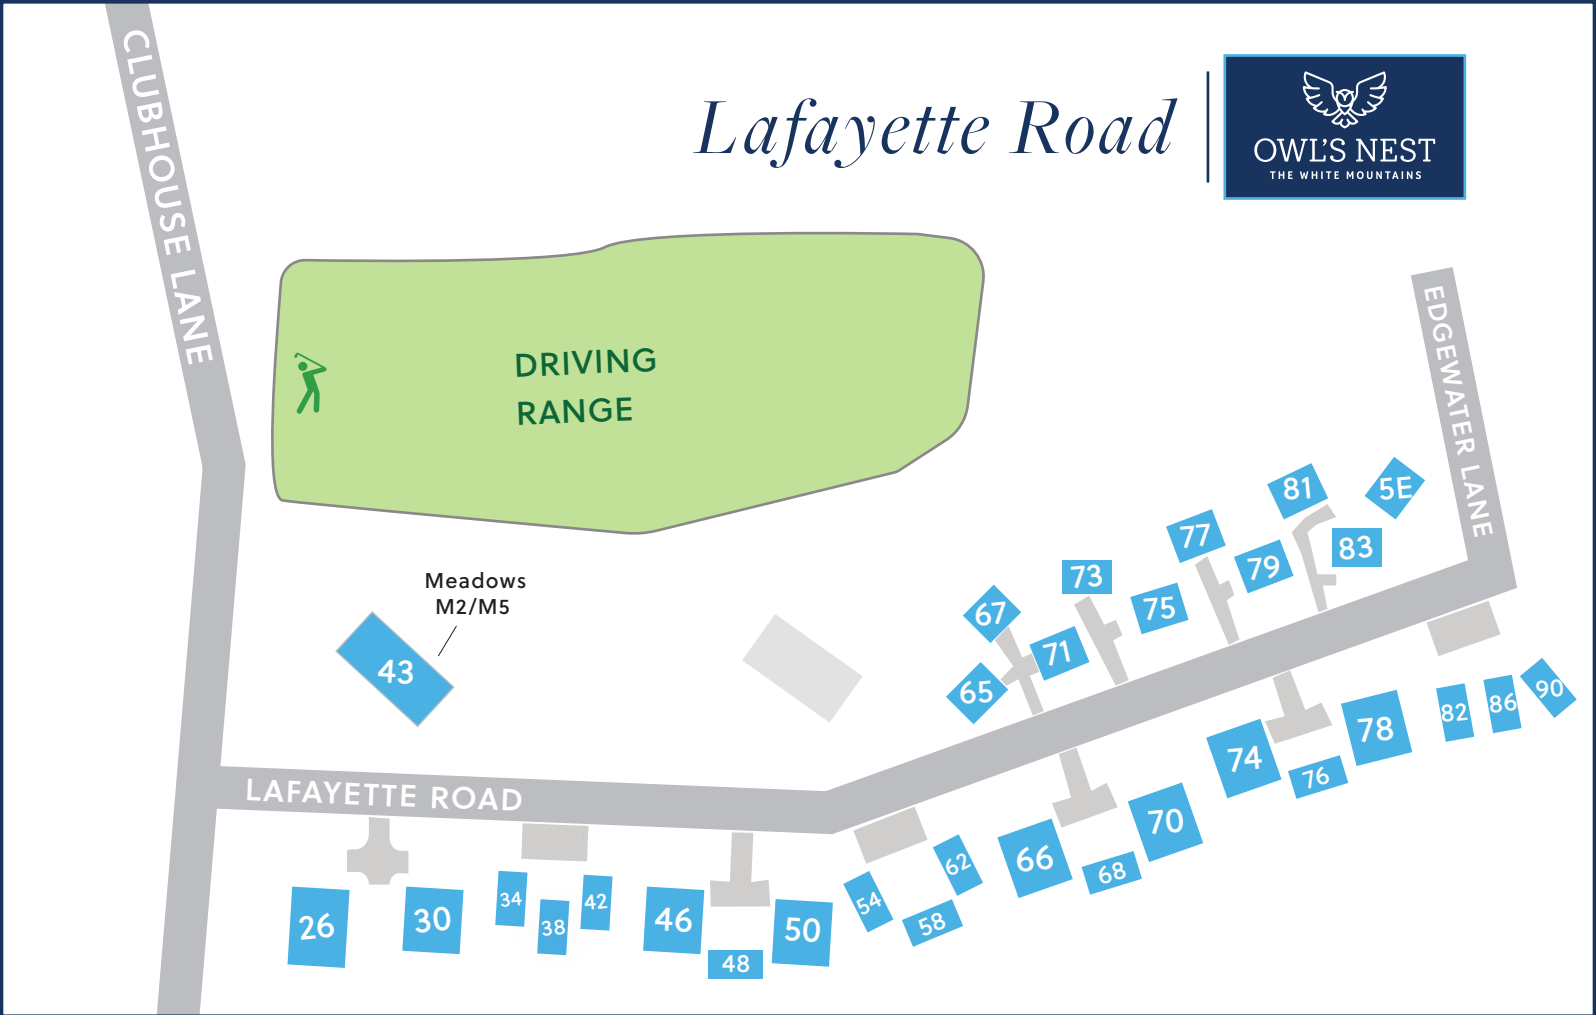 Lafayette Road
OWL'S NEST
THE WHITE MOUNTAINS
CLUBHOUSE LANE
DRIVING
RANGE
EDGEWATER LANE
Meadows
M2/M5
43
81
5E
77
83
79
73
75
67
71
65
LAFAYETTE ROAD
26
30
34
38
42
46
48
50
54
58
62
66
68
70
74
76
78
82
86
90